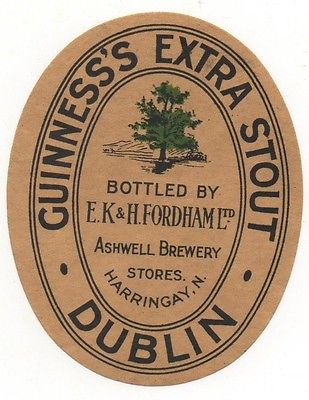 GUINNESS'S EXTRA STOUT
BOTTLED BY
E.K & H. FORDHAM LTD
ASHWELL BREWERY
STORES.
HARRINGAY, N.
· DUBLIN ·